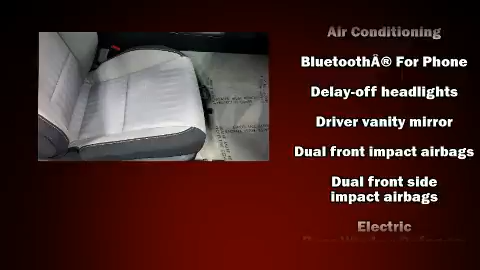 Air Conditioning
BluetoothÂ® For Phone
Delay-off headlights
Driver vanity mirror
Dual front impact airbags
Dual front side
impact airbags
Electric